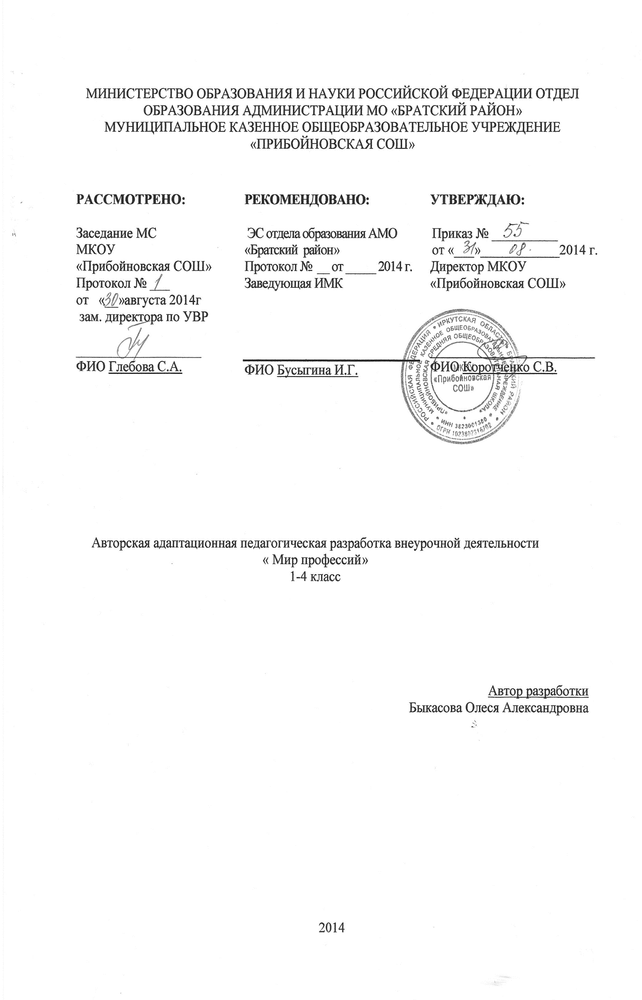 МИНИСТЕРСТВО ОБРАЗОВАНИЯ И НАУКИ РОССИЙСКОЙ ФЕДЕРАЦИИ ОТДЕЛ
ОБРАЗОВАНИЯ АДМИНИСТРАЦИИ МО «БРАТСКИЙ РАЙОН»
МУНИЦИПАЛЬНОЕ КАЗЕННОЕ ОБЩЕОБРАЗОВАТЕЛЬНОЕ УЧРЕЖДЕНИЕ
«ПРИБОЙНОВСКАЯ СОШ»
РАССМОТРЕНО:
Заседание МС
МКОУ
«Прибойновская СОШ»
Протокол № 1
от «30»августа 2014г
зам. директора по УВР
ФИО Глебова С.А.
РЕКОМЕНДОВАНО:
ЭС отдела образования АМО
«Братский район»
Протокол № __ от _____ 2014 г.
Заведующая ИМК
ФИО Бусыгина И.Г.
УТВЕРЖДАЮ:
Приказ № 55
от «31» 08. 2014 г.
Директор МКОУ
«Прибойновская СОШ»
ФИО Коротченко С.В.
РОССИЙСКАЯ ФЕДЕРАЦИЯ • ИРКУТСКАЯ ОБЛАСТЬ • БРАТСКИЙ РАЙОН
МУНИЦИПАЛЬНОЕ КАЗЕННОЕ ОБЩЕОБРАЗОВАТЕЛЬНОЕ УЧРЕЖДЕНИЕ
«ПРИБОЙНОВСКАЯ СРЕДНЯЯ ОБЩЕОБРАЗОВАТЕЛЬНАЯ ШКОЛА»
МКОУ
«Прибойновская
СОШ»
ИНН 3823001380
ОГРН 1023802316702
Авторская адаптационная педагогическая разработка внеурочной деятельности
« Мир профессий»
1-4 класс
Автор разработки
Быкасова Олеся Александровна
2014